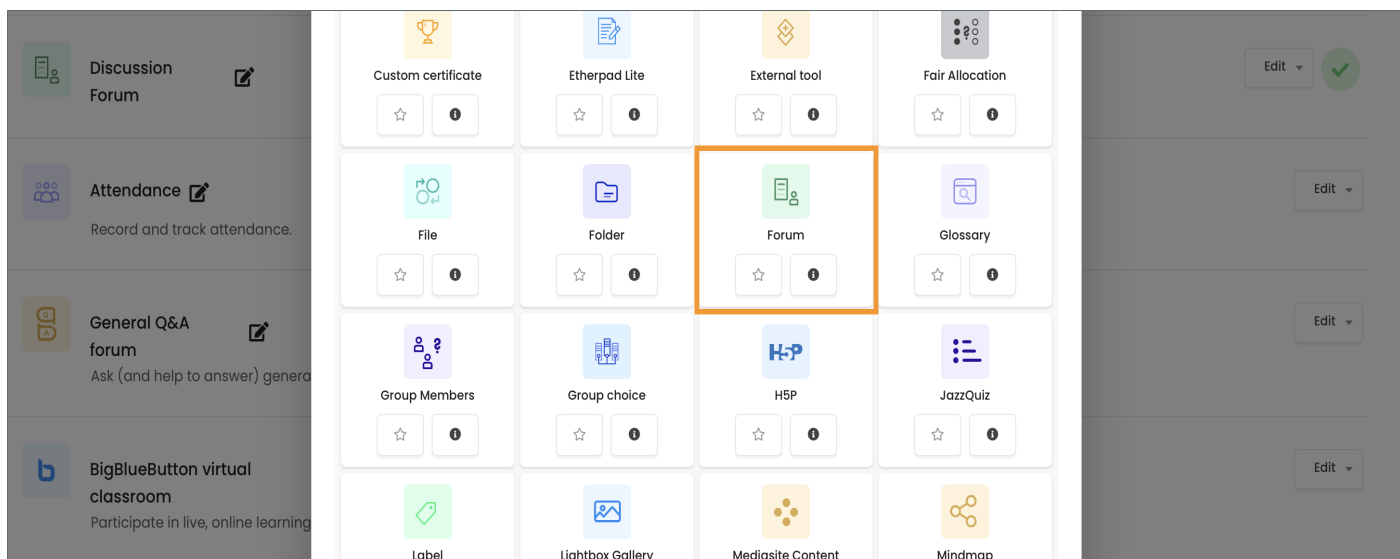 Custom certificate
Etherpad Lite
External tool
Fair Allocation
Discussion
Forum
Edit
File
Folder
Forum
Glossary
Attendance
Record and track attendance.
Edit
Group Members
Group choice
H5P
H5P
JazzQuiz
General Q&A
forum
Ask (and help to answer) genera
Edit
Label
Lightbox Gallery
Mediasite Content
Mindmap
BigBlueButton virtual
classroom
Participate in live, online learning
Edit